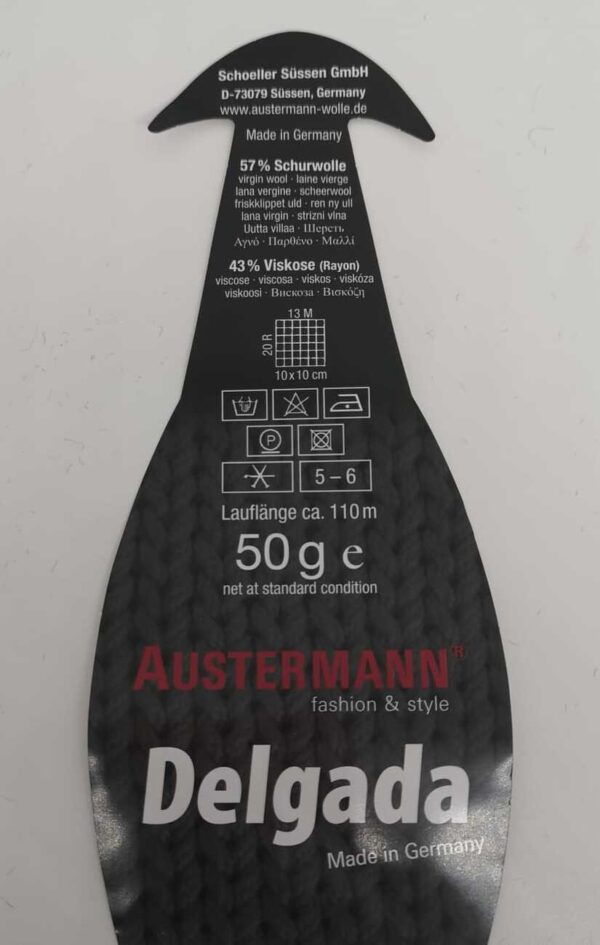 Schoeller Süssen GmbH
D-73079 Süssen, Germany
www.austermann-wolle.de
Made in Germany
57% Schurwolle
virgin wool · laine vierge
lana vergine · scheerwool
friskklippet uld · ren ny ull
lana virgin · strizni vlna
Uutta villaa · Шерсть
Αγνό · Παρθένο · Μαλλί
43% Viskose (Rayon)
viscose · viscosa · viskos · viskóza
viskoosi · Вискоза · Βισκόζη
13 M
20 R
10 x 10 cm
P
5 – 6
Lauflänge ca. 110 m
50 g e
net at standard condition
AUSTERMANN®
fashion & style
Delgada
Made in Germany